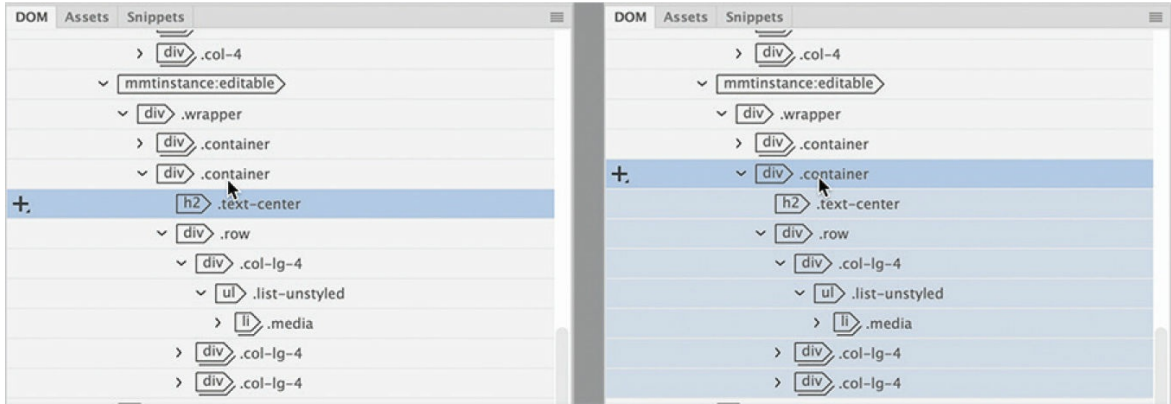 DOM Assets Snippets
div .col-4
mmtinstance:editable
div .wrapper
div .container
div .container
h2 .text-center
div .row
div .col-lg-4
ul .list-unstyled
li .media
div .col-lg-4
div .col-lg-4
DOM Assets Snippets
div .col-4
mmtinstance:editable
div .wrapper
div .container
div .container
h2 .text-center
div .row
div .col-lg-4
ul .list-unstyled
li .media
div .col-lg-4
div .col-lg-4